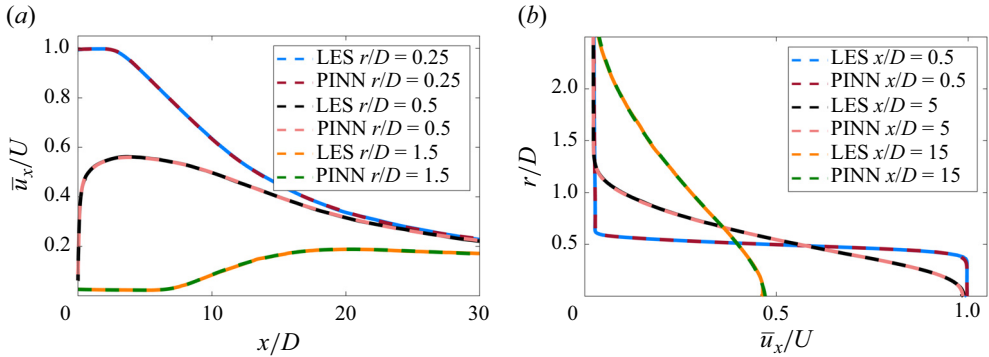 (a)
1.0
0.8
0.6
0.4
0.2
0
10
20
30
x/D
u̅x/U
LES r/D = 0.25
PINN r/D = 0.25
LES r/D = 0.5
PINN r/D = 0.5
LES r/D = 1.5
PINN r/D = 1.5
(b)
2.0
1.5
1.0
0.5
0
0.5
1.0
u̅x/U
r/D
LES x/D = 0.5
PINN x/D = 0.5
LES x/D = 5
PINN x/D = 5
LES x/D = 15
PINN x/D = 15